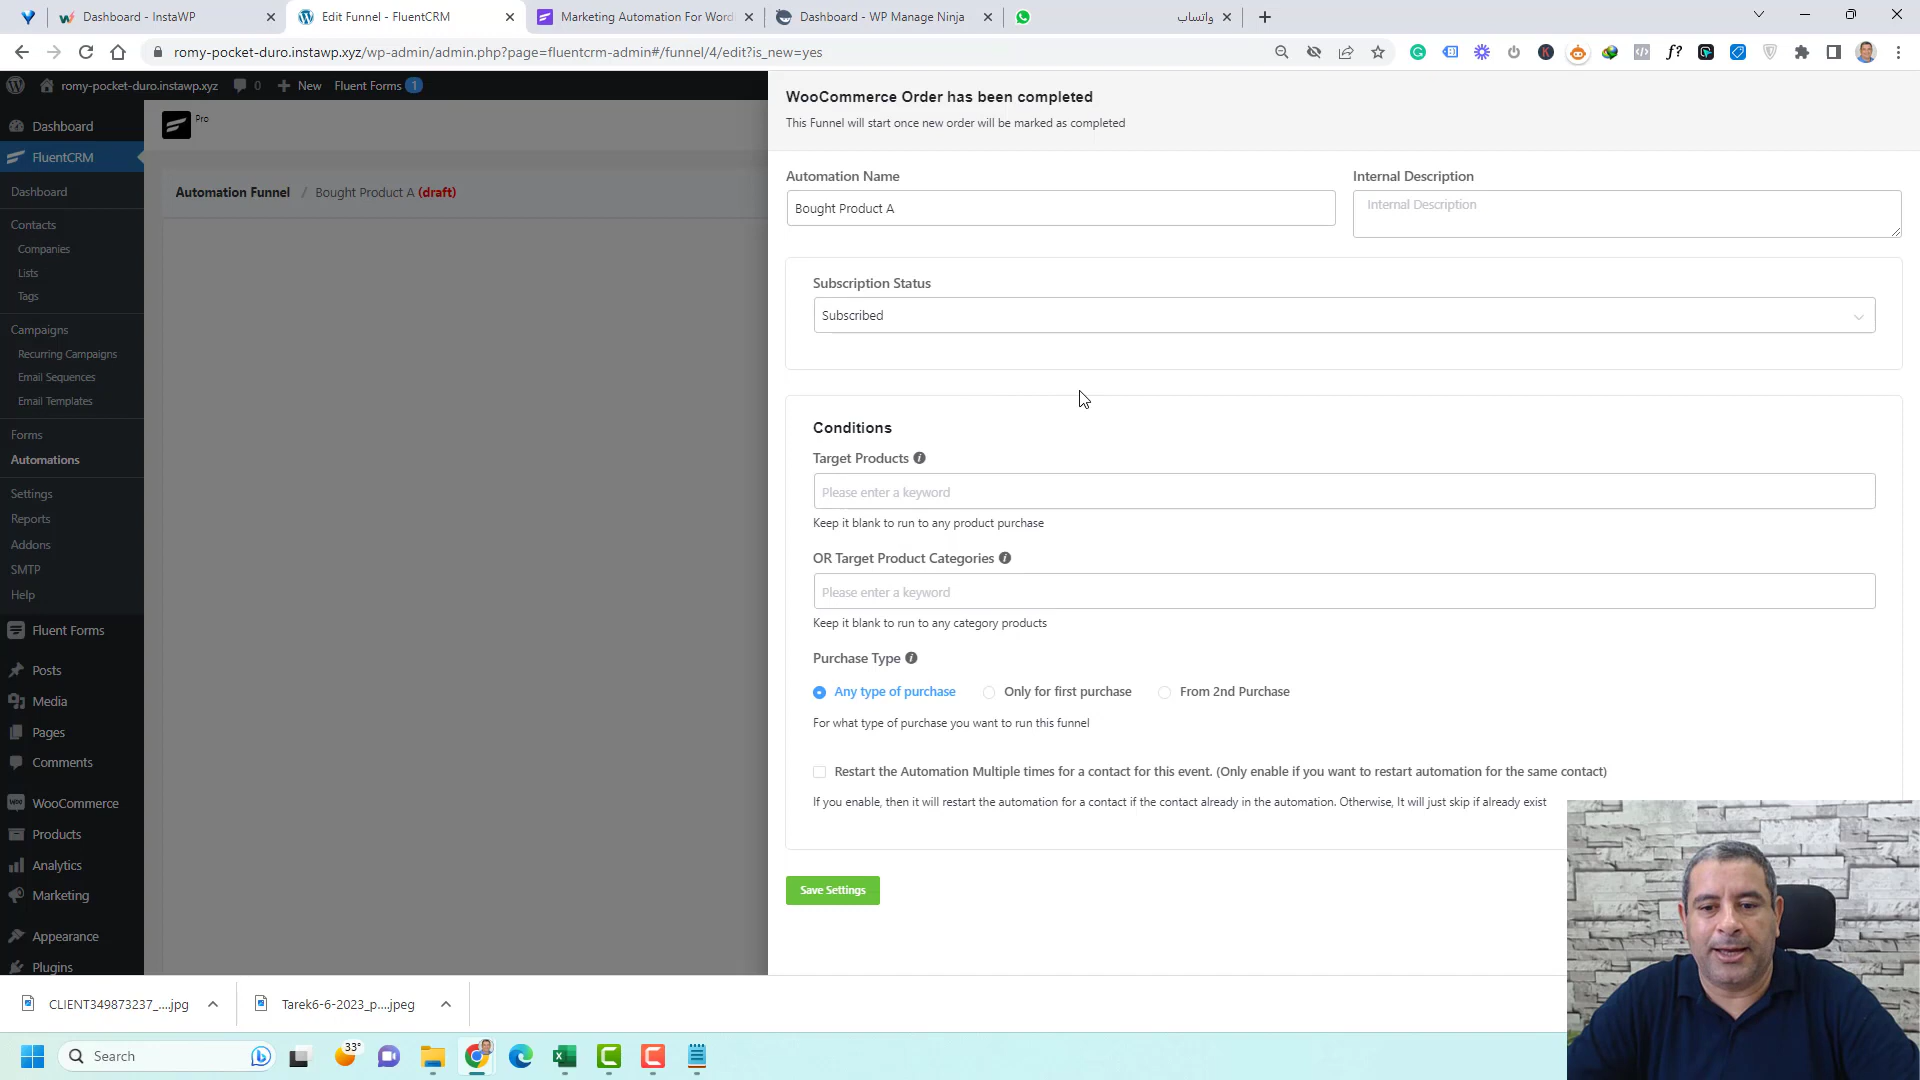 Dashboard - InstaWP
Edit Funnel - FluentCRM
Marketing Automation For Word
Dashboard - WP Manage Ninja
واتساب
romy-pocket-duro.instawp.xyz/wp-admin/admin.php?page=fluentcrm-admin#/funnel/4/edit?is_new=yes
romy-pocket-duro.instawp.xyz 0 New Fluent Forms 1
Dashboard
FluentCRM
Dashboard
Contacts
Companies
Lists
Tags
Campaigns
Recurring Campaigns
Email Sequences
Email Templates
Forms
Automations
Settings
Reports
Addons
SMTP
Help
Fluent Forms
Posts
Media
Pages
Comments
WooCommerce
Products
Analytics
Marketing
Appearance
Plugins
Pro
Automation Funnel / Bought Product A (draft)
WooCommerce Order has been completed
This Funnel will start once new order will be marked as completed
Automation Name
Bought Product A
Internal Description
Internal Description
Subscription Status
Subscribed
Conditions
Target Products
Please enter a keyword
Keep it blank to run to any product purchase
OR Target Product Categories
Please enter a keyword
Keep it blank to run to any category products
Purchase Type
Any type of purchase Only for first purchase From 2nd Purchase
For what type of purchase you want to run this funnel
Restart the Automation Multiple times for a contact for this event. (Only enable if you want to restart automation for the same contact)
If you enable, then it will restart the automation for a contact if the contact already in the automation. Otherwise, It will just skip if already exist
Save Settings
CLIENT349873237_....jpg
Tarek6-6-2023_p....jpeg
Search
33°